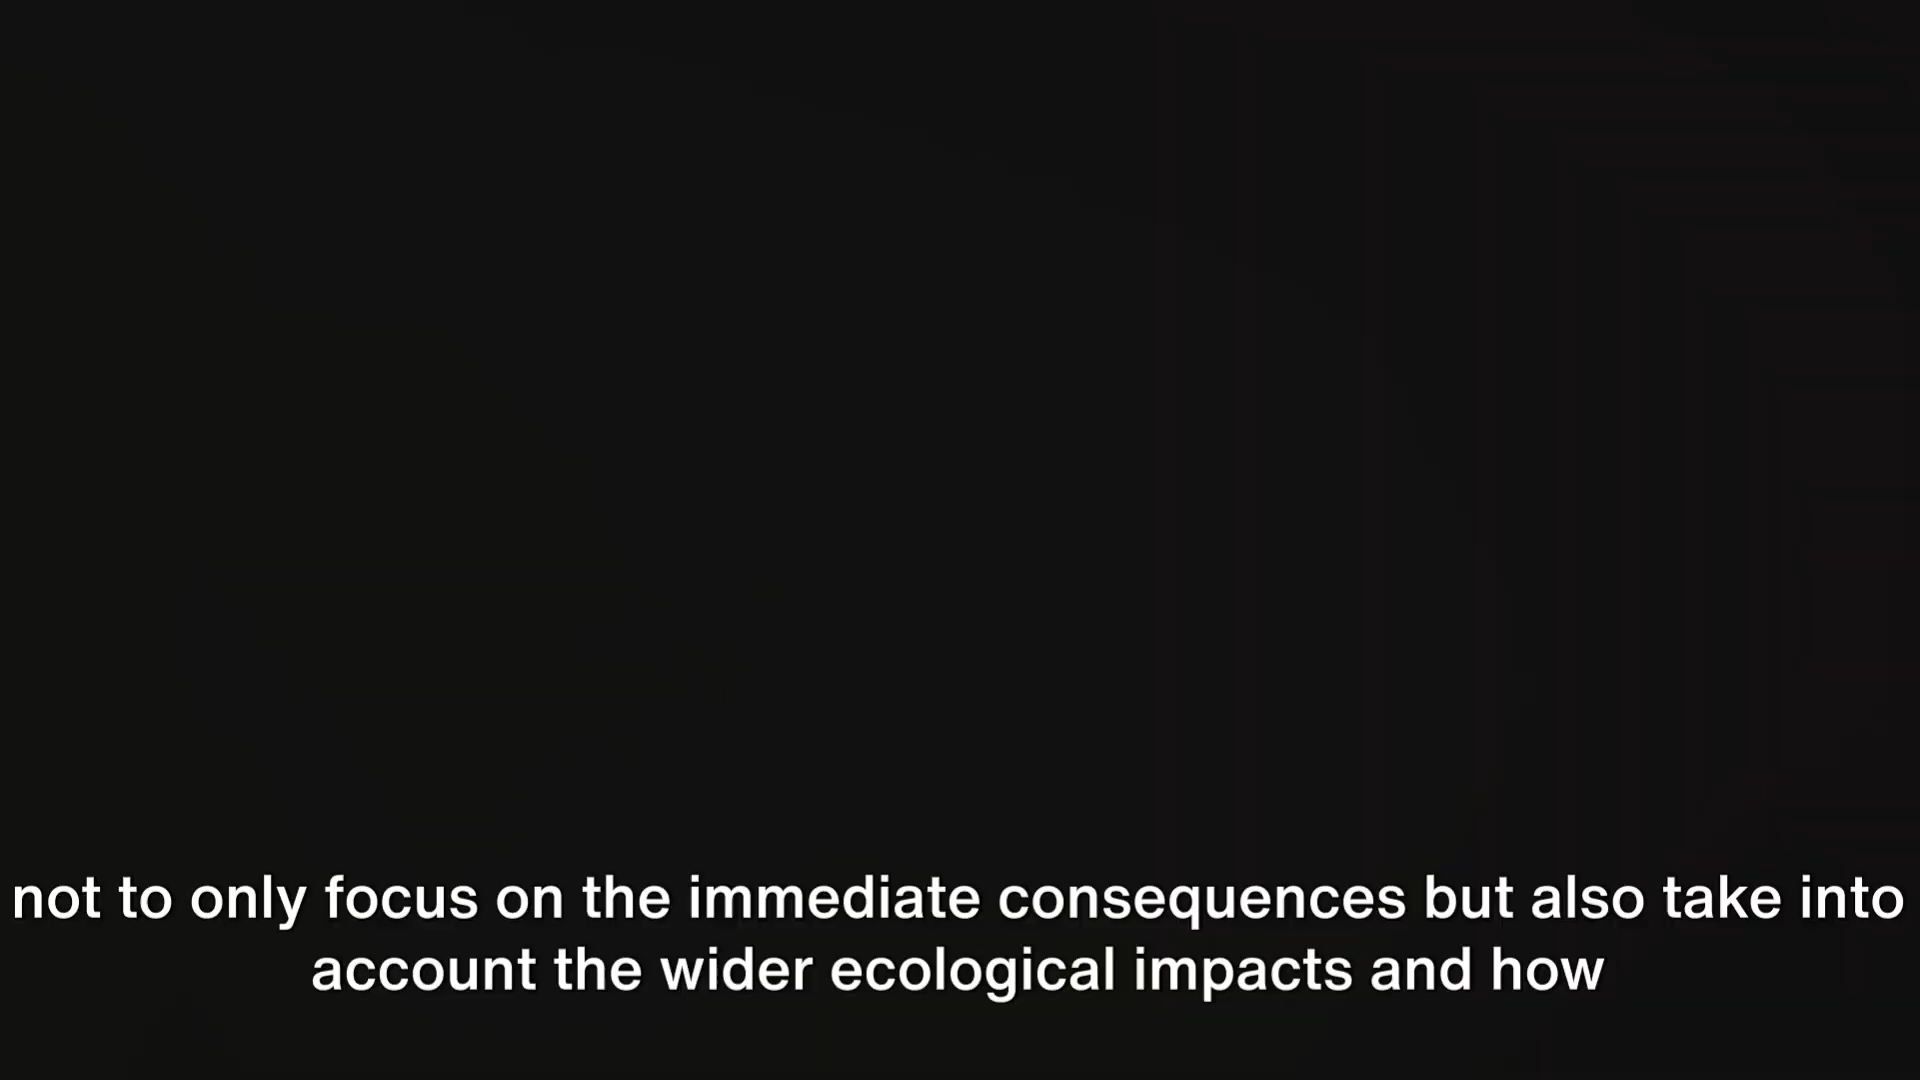 not to only focus on the immediate consequences but also take into
account the wider ecological impacts and how